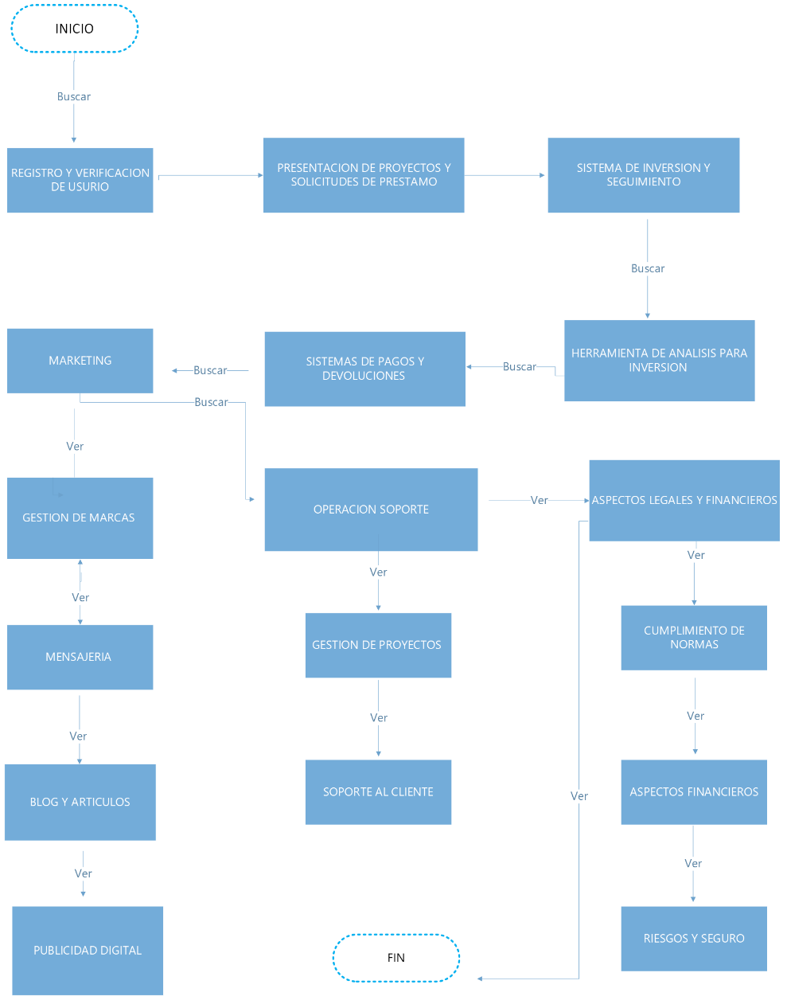 INICIO
Buscar
REGISTRO Y VERIFICACION
DE USURIO
PRESENTACION DE PROYECTOS Y
SOLICITUDES DE PRESTAMO
SISTEMA DE INVERSION Y
SEGUIMIENTO
Buscar
HERRAMIENTA DE ANALISIS PARA
INVERSION
Buscar
SISTEMAS DE PAGOS Y
DEVOLUCIONES
Buscar
MARKETING
Buscar
Ver
GESTION DE MARCAS
Ver
MENSAJERIA
Ver
BLOG Y ARTICULOS
Ver
PUBLICIDAD DIGITAL
OPERACION SOPORTE
Ver
GESTION DE PROYECTOS
Ver
SOPORTE AL CLIENTE
Ver
ASPECTOS LEGALES Y FINANCIEROS
Ver
CUMPLIMIENTO DE
NORMAS
Ver
ASPECTOS FINANCIEROS
Ver
RIESGOS Y SEGURO
Ver
FIN